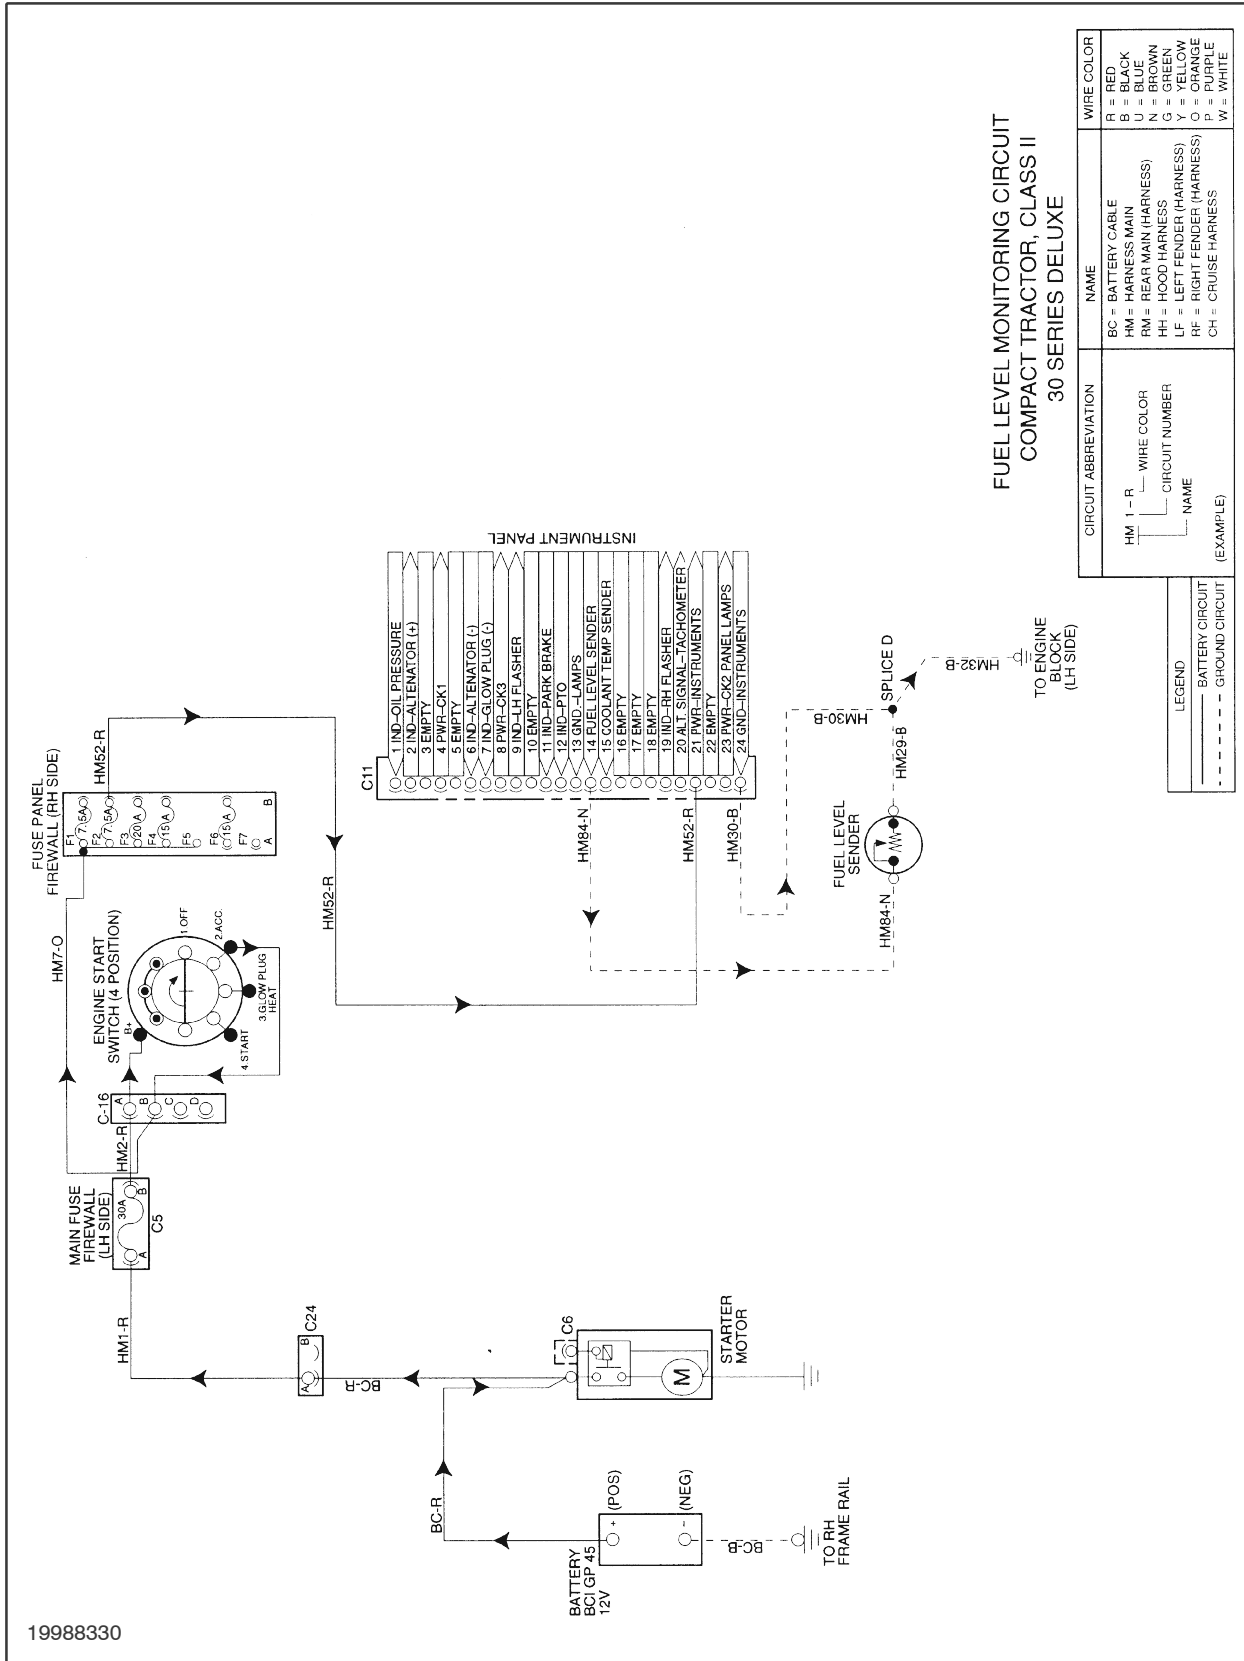 FUEL LEVEL MONITORING CIRCUIT
COMPACT TRACTOR, CLASS II
30 SERIES DELUXE
CIRCUIT ABBREVIATION
NAME
WIRE COLOR
HM 1 – R
WIRE COLOR
CIRCUIT NUMBER
NAME
(EXAMPLE)
BC = BATTERY CABLE
HM = HARNESS MAIN
RM = REAR MAIN (HARNESS)
HH = HOOD HARNESS
LF = LEFT FENDER (HARNESS)
RF = RIGHT FENDER (HARNESS)
CH = CRUISE HARNESS
R = RED
B = BLACK
U = BLUE
N = BROWN
G = GREEN
Y = YELLOW
O = ORANGE
P = PURPLE
W = WHITE
LEGEND
BATTERY CIRCUIT
GROUND CIRCUIT
FUSE PANEL
FIREWALL (RH SIDE)
F1
7.5A
F2
7.5A
F3
20 A
F4
15 A
F5
F6
15 A
F7
A
B
HM52-R
HM7-O
ENGINE START
SWITCH (4 POSITION)
B+
1.OFF
2.ACC.
3.GLOW PLUG
HEAT
4.START
C-16
A
B
C
D
HM2-R
MAIN FUSE
FIREWALL
(LH SIDE)
30A
A
B
C5
HM1-R
C24
A
B
BC-R
C6
M
STARTER
MOTOR
BC-R
BATTERY
BCI GP 45
12V
+
(POS)
-
(NEG)
BC-B
TO RH
FRAME RAIL
HM52-R
INSTRUMENT PANEL
C11
1 IND–OIL PRESSURE
2 IND–ALTENATOR (+)
3 EMPTY
4 PWR–CK1
5 EMPTY
6 IND–ALTENATOR (-)
7 IND–GLOW PLUG (-)
8 PWR–CK3
9 IND–LH FLASHER
10 EMPTY
11 IND–PARK BRAKE
12 IND–PTO
13 GND.–LAMPS
14 FUEL LEVEL SENDER
15 COOLANT TEMP SENDER
16 EMPTY
17 EMPTY
18 EMPTY
19 IND–RH FLASHER
20 ALT. SIGNAL–TACHOMETER
21 PWR–INSTRUMENTS
22 EMPTY
23 PWR–CK2 PANEL LAMPS
24 GND–INSTRUMENTS
HM84-N
HM52-R
HM30-B
HM30-B
SPLICE D
HM29-B
HM32-B
TO ENGINE
BLOCK
(LH SIDE)
FUEL LEVEL
SENDER
HM84-N
19988330